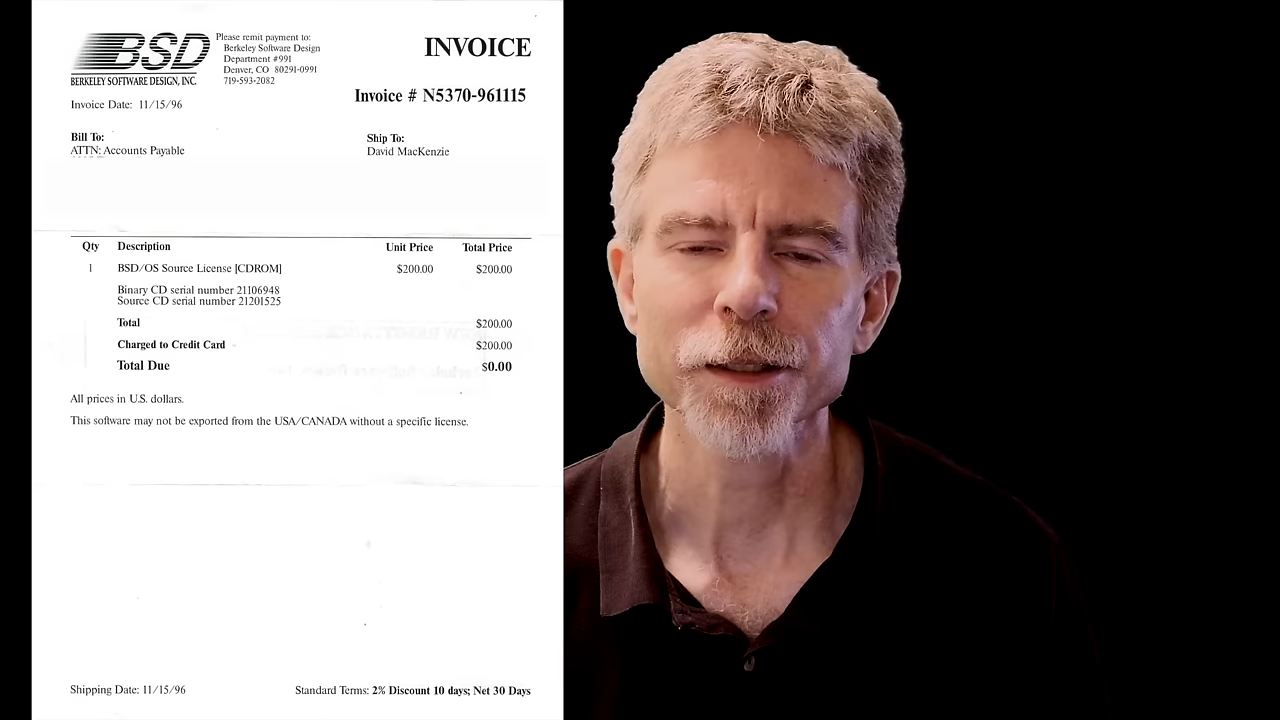 BSD
BERKELEY SOFTWARE DESIGN, INC.
Please remit payment to:
Berkeley Software Design
Department #991
Denver, CO 80291-0991
719-593-2082
INVOICE
Invoice # N5370-961115
Invoice Date: 11/15/96
Bill To:
ATTN: Accounts Payable
Ship To:
David MacKenzie
Qty Description Unit Price Total Price
1 BSD/OS Source License [CDROM] $200.00 $200.00
Binary CD serial number 21106948
Source CD serial number 21201525
Total $200.00
Charged to Credit Card $200.00
Total Due $0.00
All prices in U.S. dollars.
This software may not be exported from the USA/CANADA without a specific license.
Shipping Date: 11/15/96 Standard Terms: 2% Discount 10 days; Net 30 Days